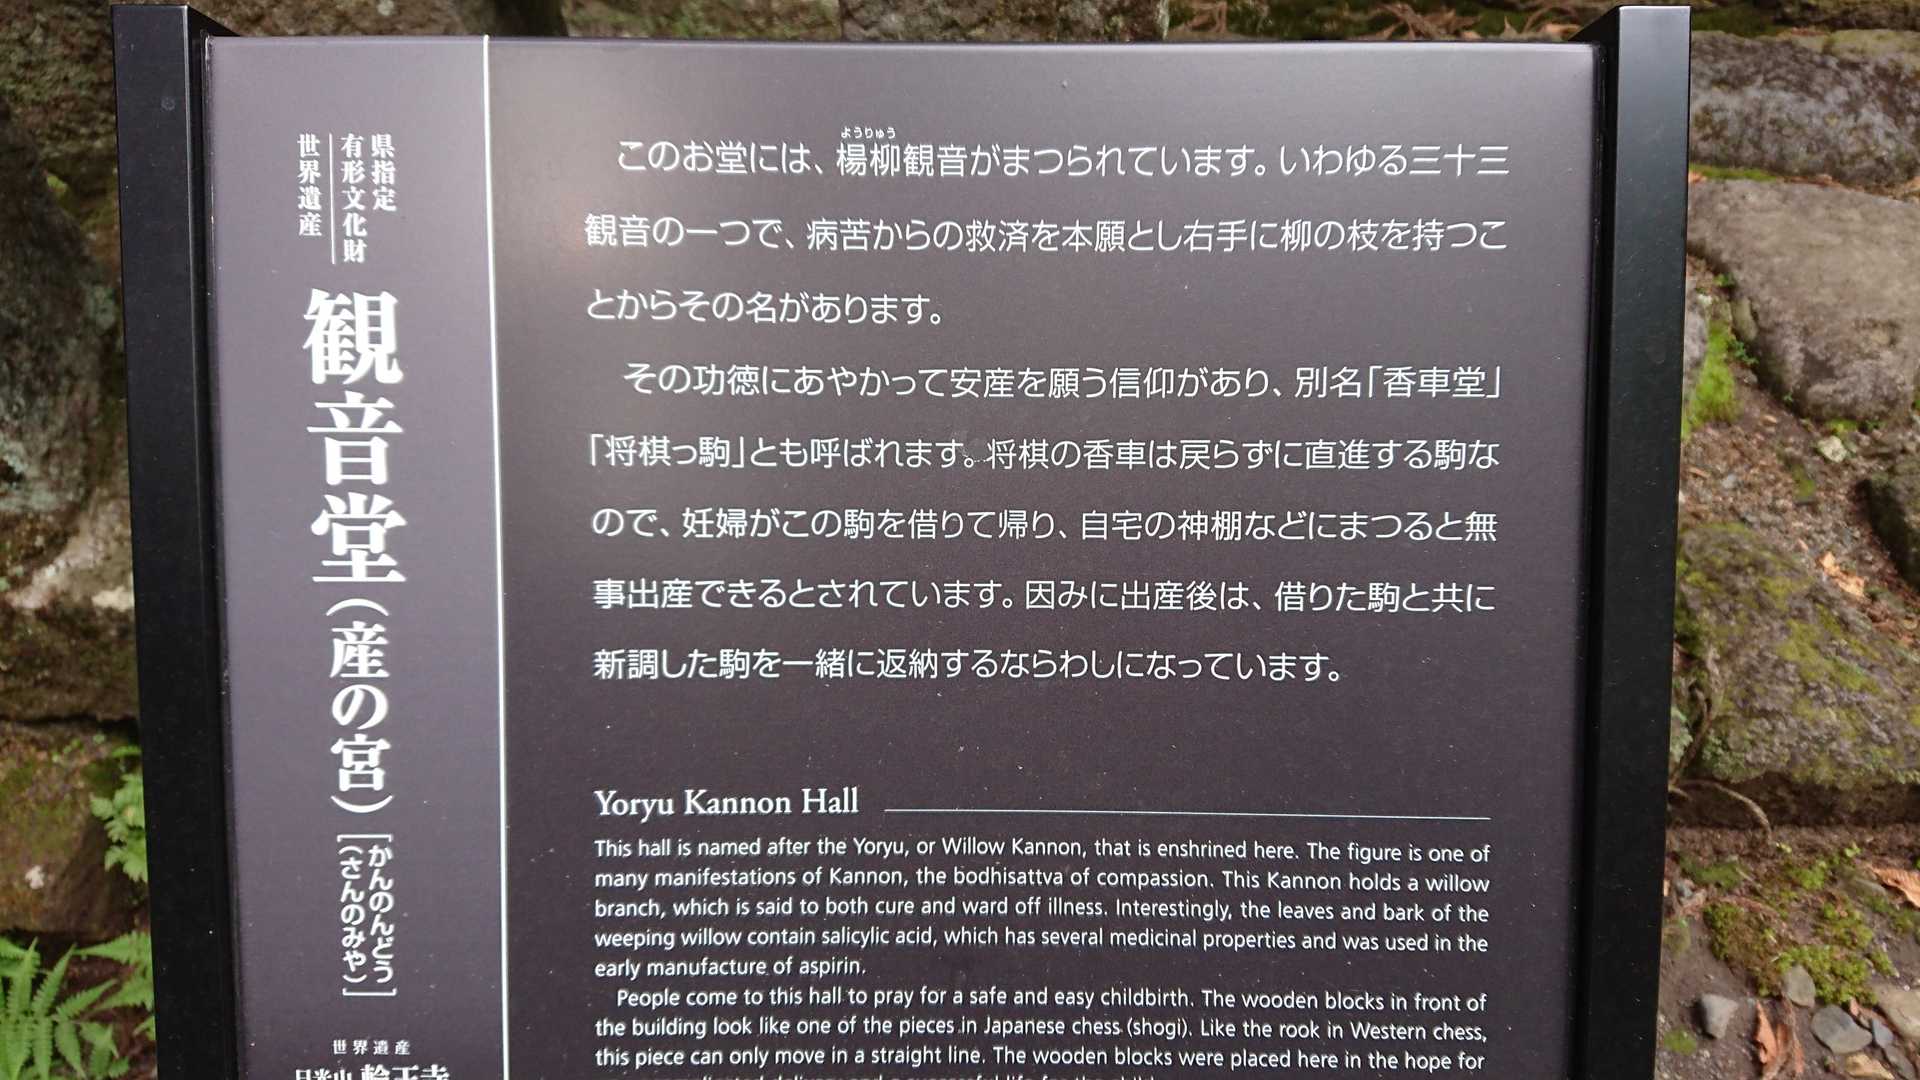 県指定
有形文化財
世界遺産
観音堂(産の宮)
[かんのんどう
(さんのみや)]
世界遺産
日光山 輪王寺
ようりゅう
このお堂には、楊柳観音がまつられています。いわゆる三十三
観音の一つで、病苦からの救済を本願とし右手に柳の枝を持つこ
とからその名があります。
その功徳にあやかって安産を願う信仰があり、別名「香車堂」
「将棋っ駒」とも呼ばれます。将棋の香車は戻らずに直進する駒な
ので、妊婦がこの駒を借りて帰り、自宅の神棚などにまつると無
事出産できるとされています。因みに出産後は、借りた駒と共に
新調した駒を一緒に返納するならわしになっています。
Yoryu Kannon Hall
This hall is named after the Yoryu, or Willow Kannon, that is enshrined here. The figure is one of
many manifestations of Kannon, the bodhisattva of compassion. This Kannon holds a willow
branch, which is said to both cure and ward off illness. Interestingly, the leaves and bark of the
weeping willow contain salicylic acid, which has several medicinal properties and was used in the
early manufacture of aspirin.
People come to this hall to pray for a safe and easy childbirth. The wooden blocks in front of
the building look like one of the pieces in Japanese chess (shogi). Like the rook in Western chess,
this piece can only move in a straight line. The wooden blocks were placed here in the hope for